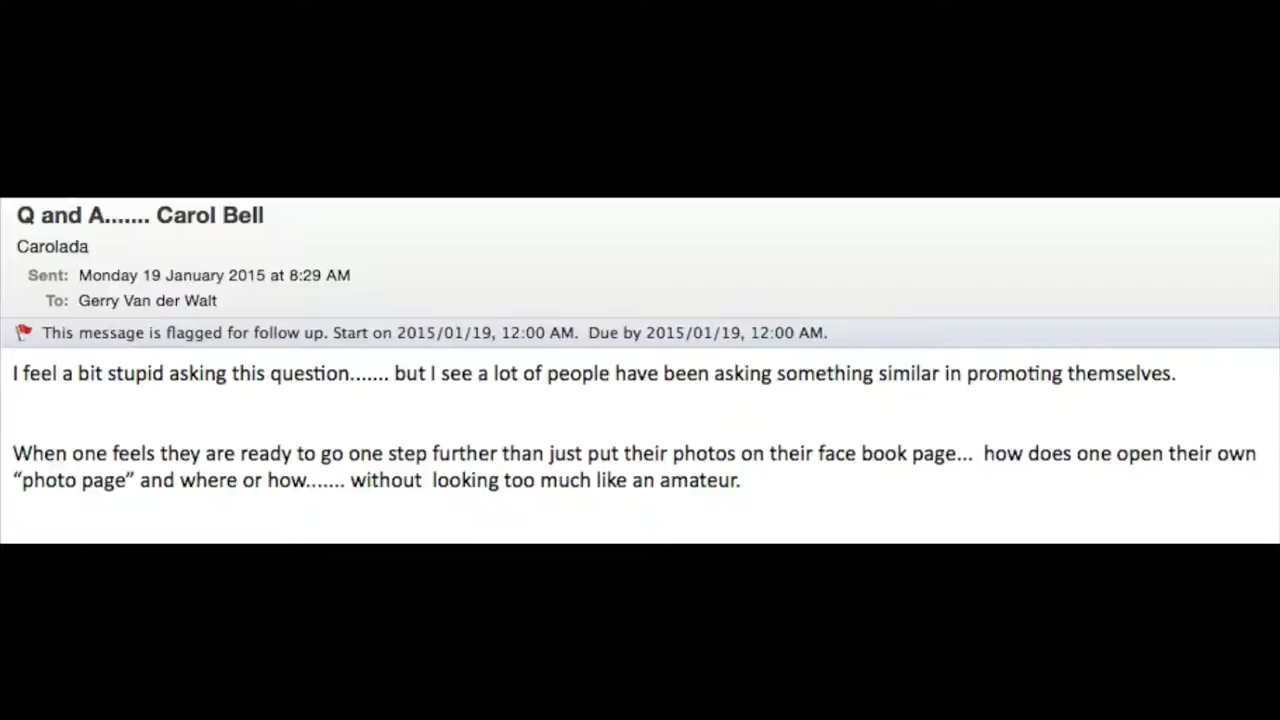 Q and A....... Carol Bell
Carolada
Sent: Monday 19 January 2015 at 8:29 AM
To: Gerry Van der Walt
This message is flagged for follow up. Start on 2015/01/19, 12:00 AM. Due by 2015/01/19, 12:00 AM.
I feel a bit stupid asking this question....... but I see a lot of people have been asking something similar in promoting themselves.
When one feels they are ready to go one step further than just put their photos on their face book page... how does one open their own
“photo page” and where or how....... without looking too much like an amateur.